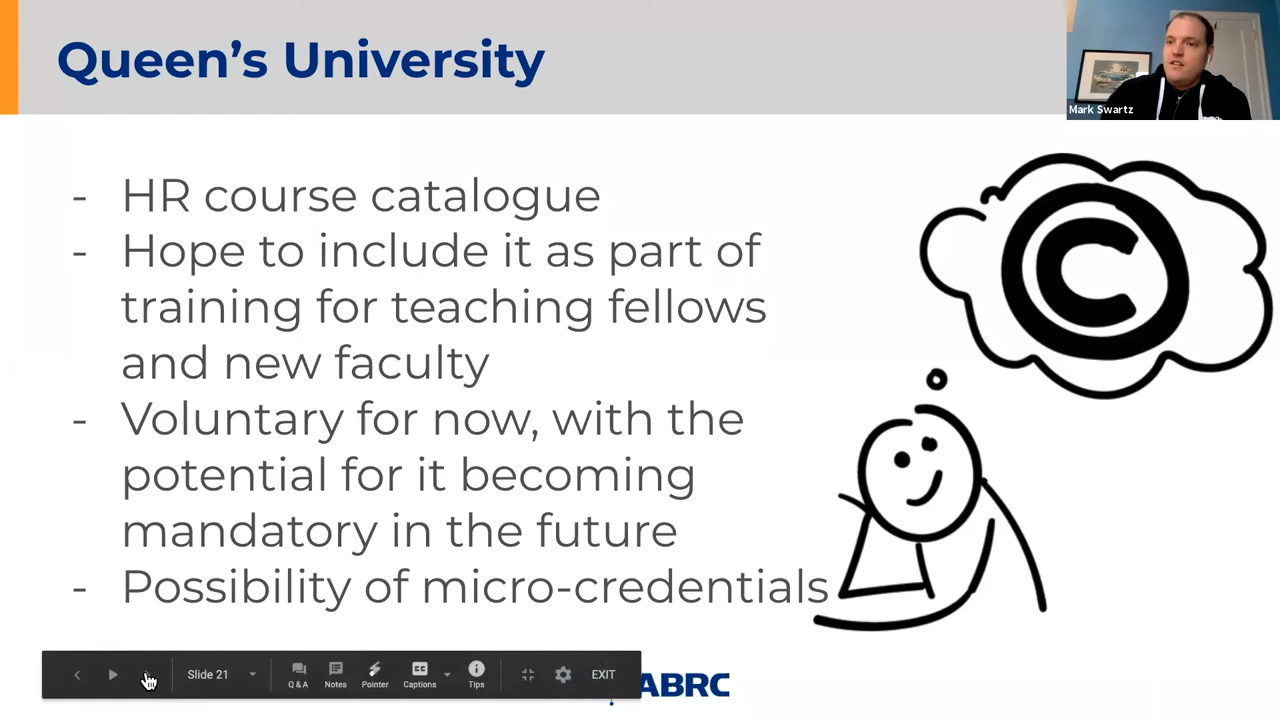 Queen's University
Mark Swartz
- HR course catalogue
- Hope to include it as part of
training for teaching fellows
and new faculty
- Voluntary for now, with the
potential for it becoming
mandatory in the future
- Possibility of micro-credentials
©
Slide 21
Q & A
Notes
Pointer
CC
Captions
Tips
EXIT
ABRC